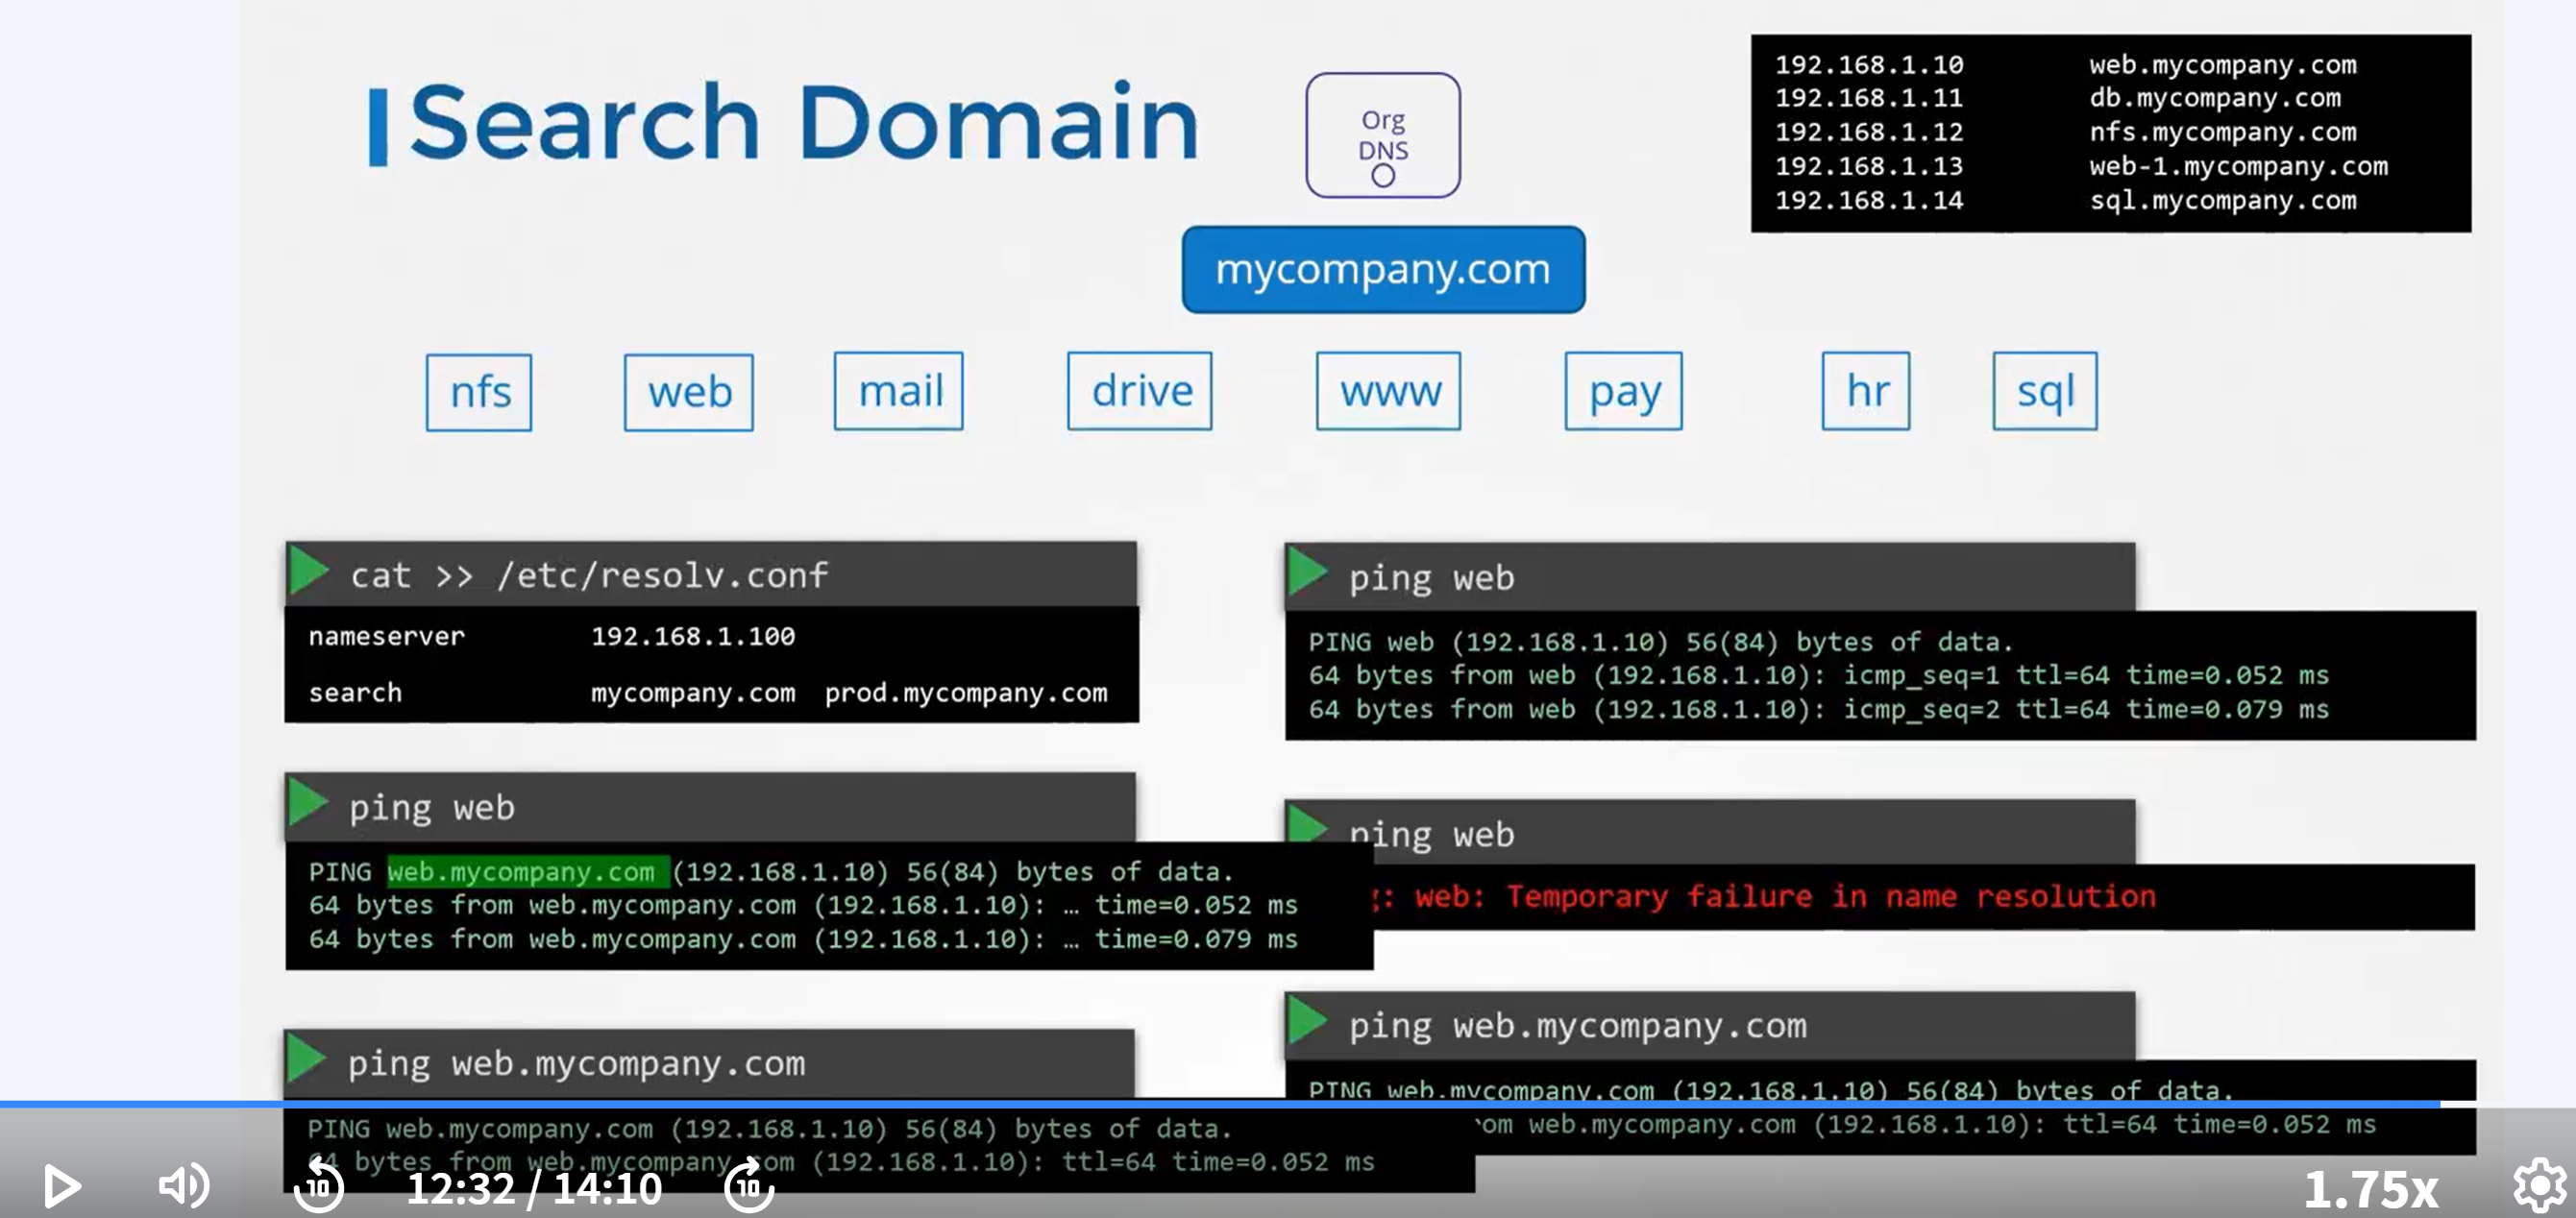 Search Domain
Org
DNS
192.168.1.10 web.mycompany.com
192.168.1.11 db.mycompany.com
192.168.1.12 nfs.mycompany.com
192.168.1.13 web-1.mycompany.com
192.168.1.14 sql.mycompany.com
mycompany.com
nfs web mail drive www pay hr sql
cat >> /etc/resolv.conf
nameserver 192.168.1.100
search mycompany.com prod.mycompany.com
ping web
PING web (192.168.1.10) 56(84) bytes of data.
64 bytes from web (192.168.1.10): icmp_seq=1 ttl=64 time=0.052 ms
64 bytes from web (192.168.1.10): icmp_seq=2 ttl=64 time=0.079 ms
ping web
PING web.mycompany.com (192.168.1.10) 56(84) bytes of data.
64 bytes from web.mycompany.com (192.168.1.10): … time=0.052 ms
64 bytes from web.mycompany.com (192.168.1.10): … time=0.079 ms
ping web
: web: Temporary failure in name resolution
ping web.mycompany.com
PING web.mycompany.com (192.168.1.10) 56(84) bytes of data.
64 bytes from web.mycompany.com (192.168.1.10): ttl=64 time=0.052 ms
ping web.mycompany.com
PING web.mycompany.com (192.168.1.10) 56(84) bytes of data.
om web.mycompany.com (192.168.1.10): ttl=64 time=0.052 ms
10 12:32 / 14:10 10 1.75x